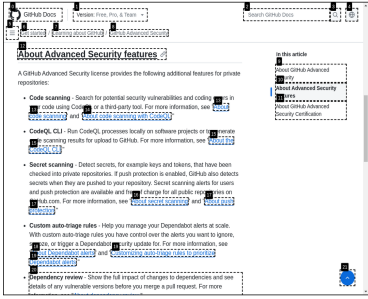 GitHub Docs
Version: Free, Pro, & Team
Search GitHub Docs
Get started / Learning about GitHub / GitHub Advanced Security
About Advanced Security features
A GitHub Advanced Security license provides the following additional features for private
repositories:
• Code scanning - Search for potential security vulnerabilities and coding
code using CodeQL or a third-party tool. For more information, see "About
code scanning" and "About code scanning with CodeQL"
• CodeQL CLI - Run CodeQL processes locally on software projects or to generate
scanning results for upload to GitHub. For more information, see "About the
CodeQL CLI"
• Secret scanning - Detect secrets, for example keys and tokens, that have been
checked into private repositories. If push protection is enabled, GitHub also detects
secrets when they are pushed to your repository. Secret scanning alerts for users
and push protection are available and free of charge for all public repositories on
For more information, see "About secret scanning" and "About push
protection"
• Custom auto-triage rules - Help you manage your Dependabot alerts at scale.
With custom auto-triage rules you have control over the alerts you want to ignore,
snooze, or trigger a Dependabot security update for. For more information, see
"About Dependabot alerts" and "Customizing auto-triage rules to prioritize
Dependabot alerts"
• Dependency review - Show the full impact of changes to dependencies and see
details of any vulnerable versions before you merge a pull request. For more
In this article
About GitHub Advanced
Security
About Advanced Security
features
About GitHub Advanced
Security Certification